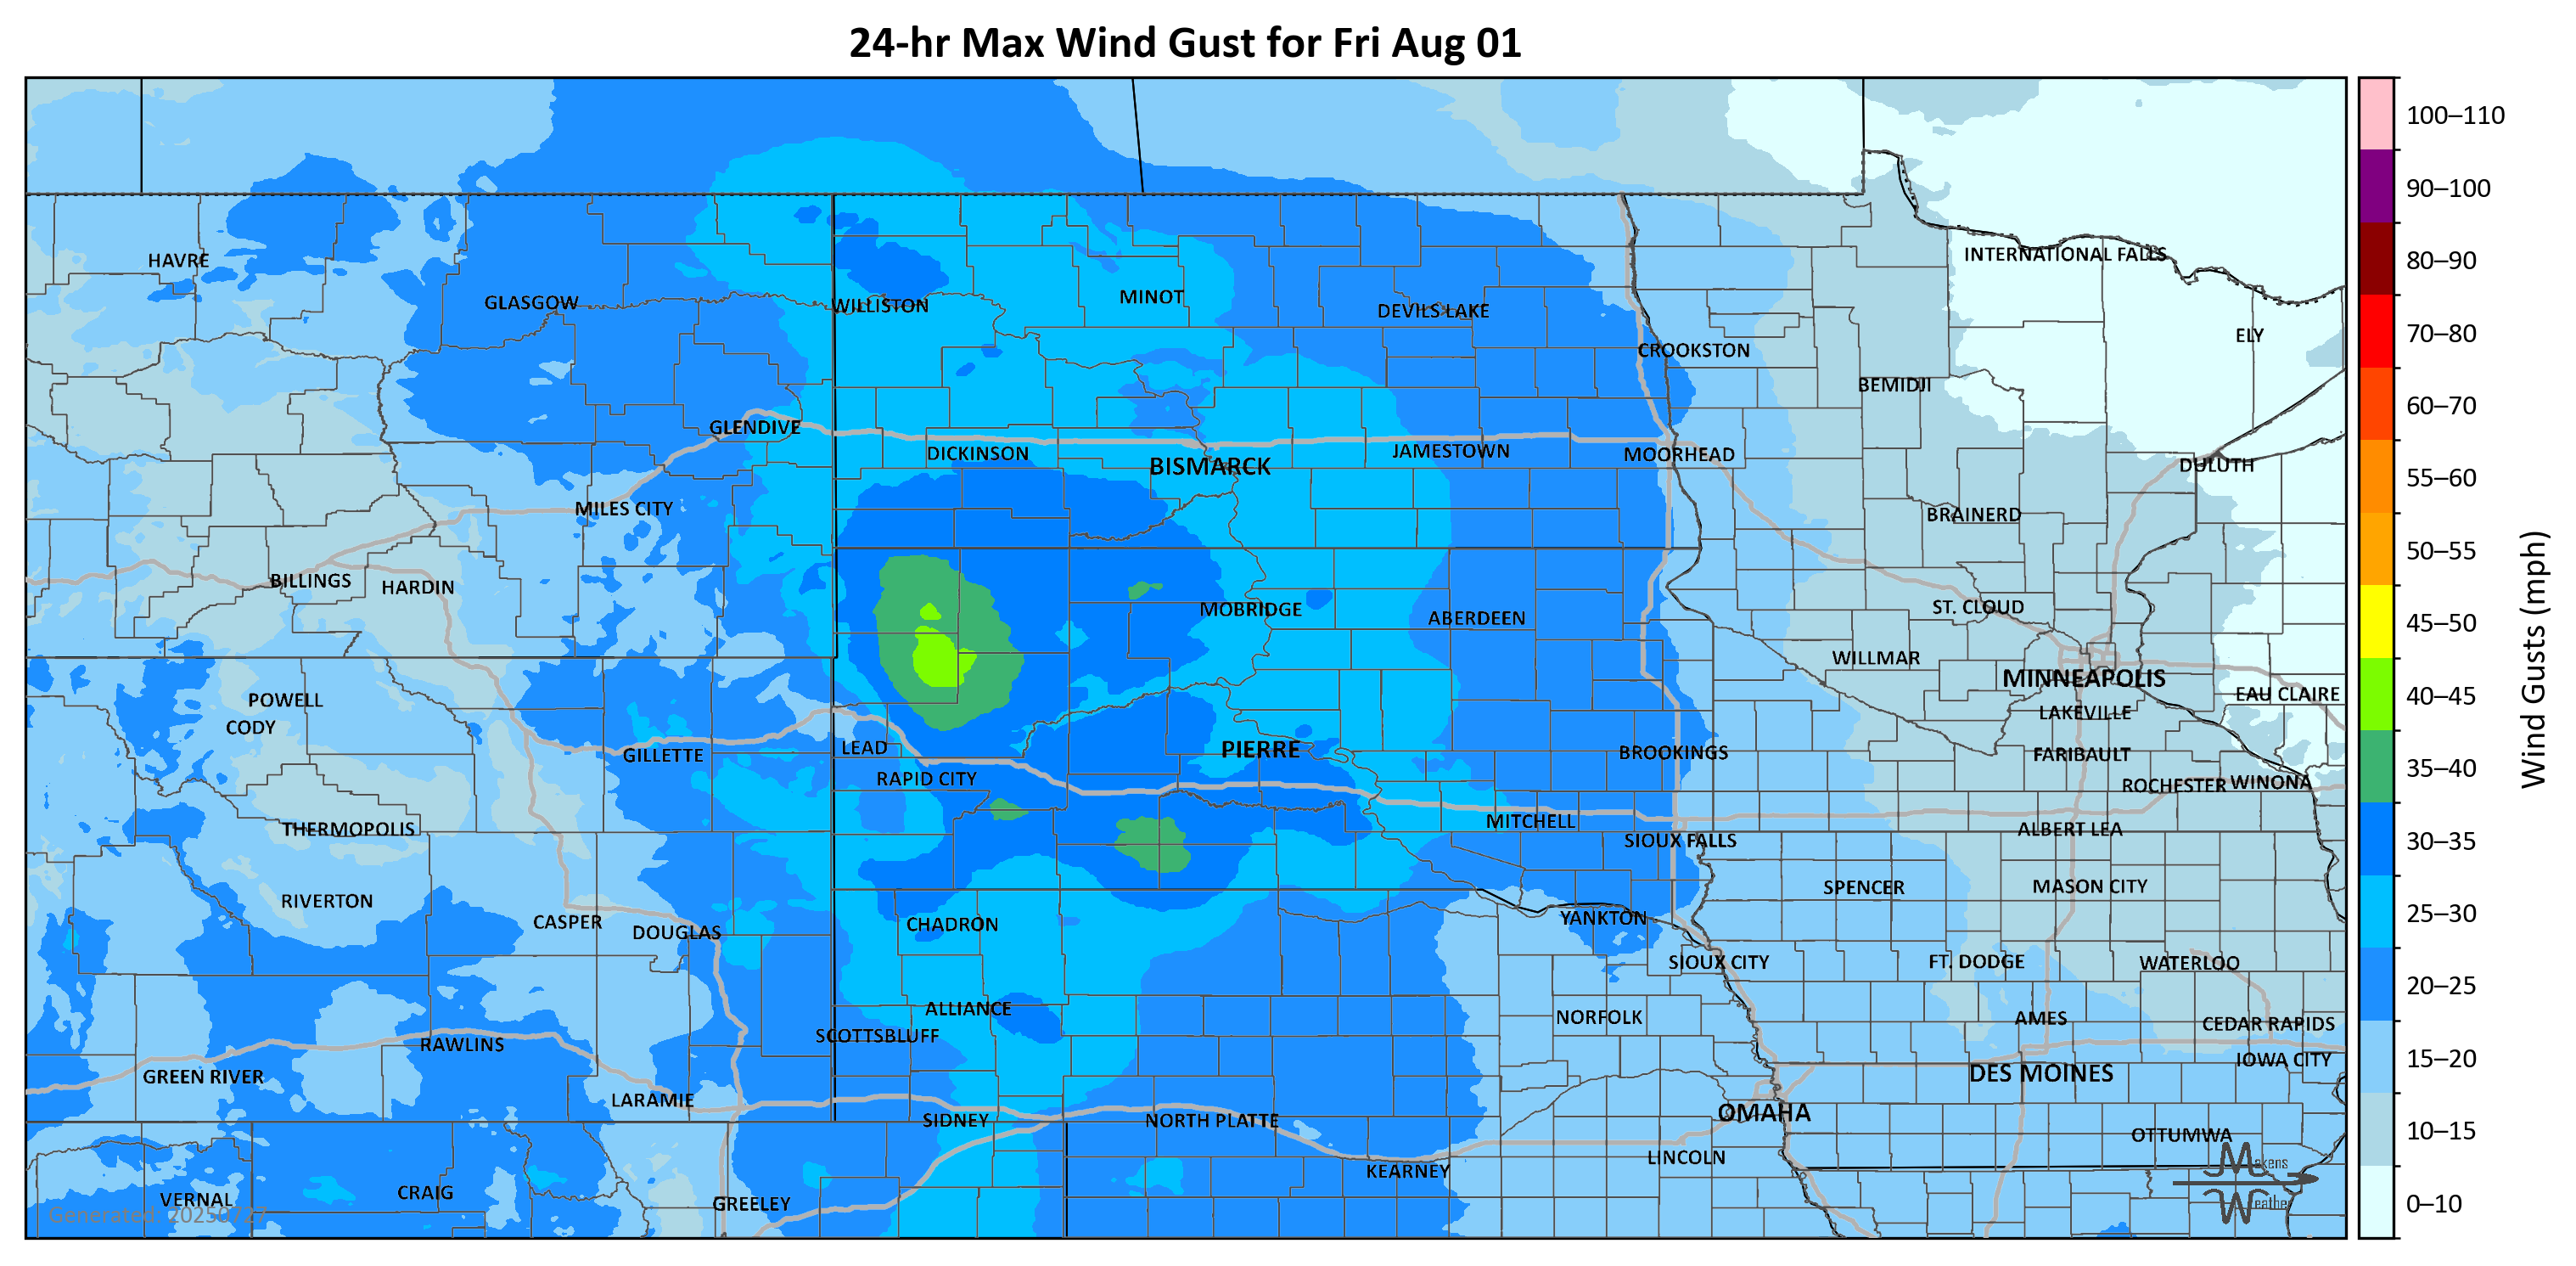 24-hr Max Wind Gust for Fri Aug 01
100–110
90–100
80–90
70–80
60–70
55–60
50–55
45–50
40–45
35–40
30–35
25–30
20–25
15–20
10–15
0–10
Wind Gusts (mph)
HAVRE
INTERNATIONAL FALLS
GLASGOW
WILLISTON
MINOT
DEVILS LAKE
ELY
CROOKSTON
BEMIDJI
GLENDIVE
DICKINSON
BISMARCK
JAMESTOWN
MOORHEAD
DULUTH
MILES CITY
BRAINERD
BILLINGS
HARDIN
MOBRIDGE
ABERDEEN
ST. CLOUD
WILLMAR
MINNEAPOLIS
POWELL
EAU CLAIRE
CODY
LAKEVILLE
GILLETTE
LEAD
PIERRE
BROOKINGS
FARIBAULT
RAPID CITY
ROCHESTER
WINONA
THERMOPOLIS
MITCHELL
ALBERT LEA
SIOUX FALLS
RIVERTON
SPENCER
MASON CITY
CASPER
DOUGLAS
CHADRON
YANKTON
SIOUX CITY
FT. DODGE
WATERLOO
ALLIANCE
NORFOLK
AMES
CEDAR RAPIDS
SCOTTSBLUFF
RAWLINS
IOWA CITY
GREEN RIVER
DES MOINES
LARAMIE
OMAHA
SIDNEY
NORTH PLATTE
OTTUMWA
LINCOLN
KEARNEY
VERNAL
CRAIG
GREELEY
Generated: 20250727
Makens
Weather